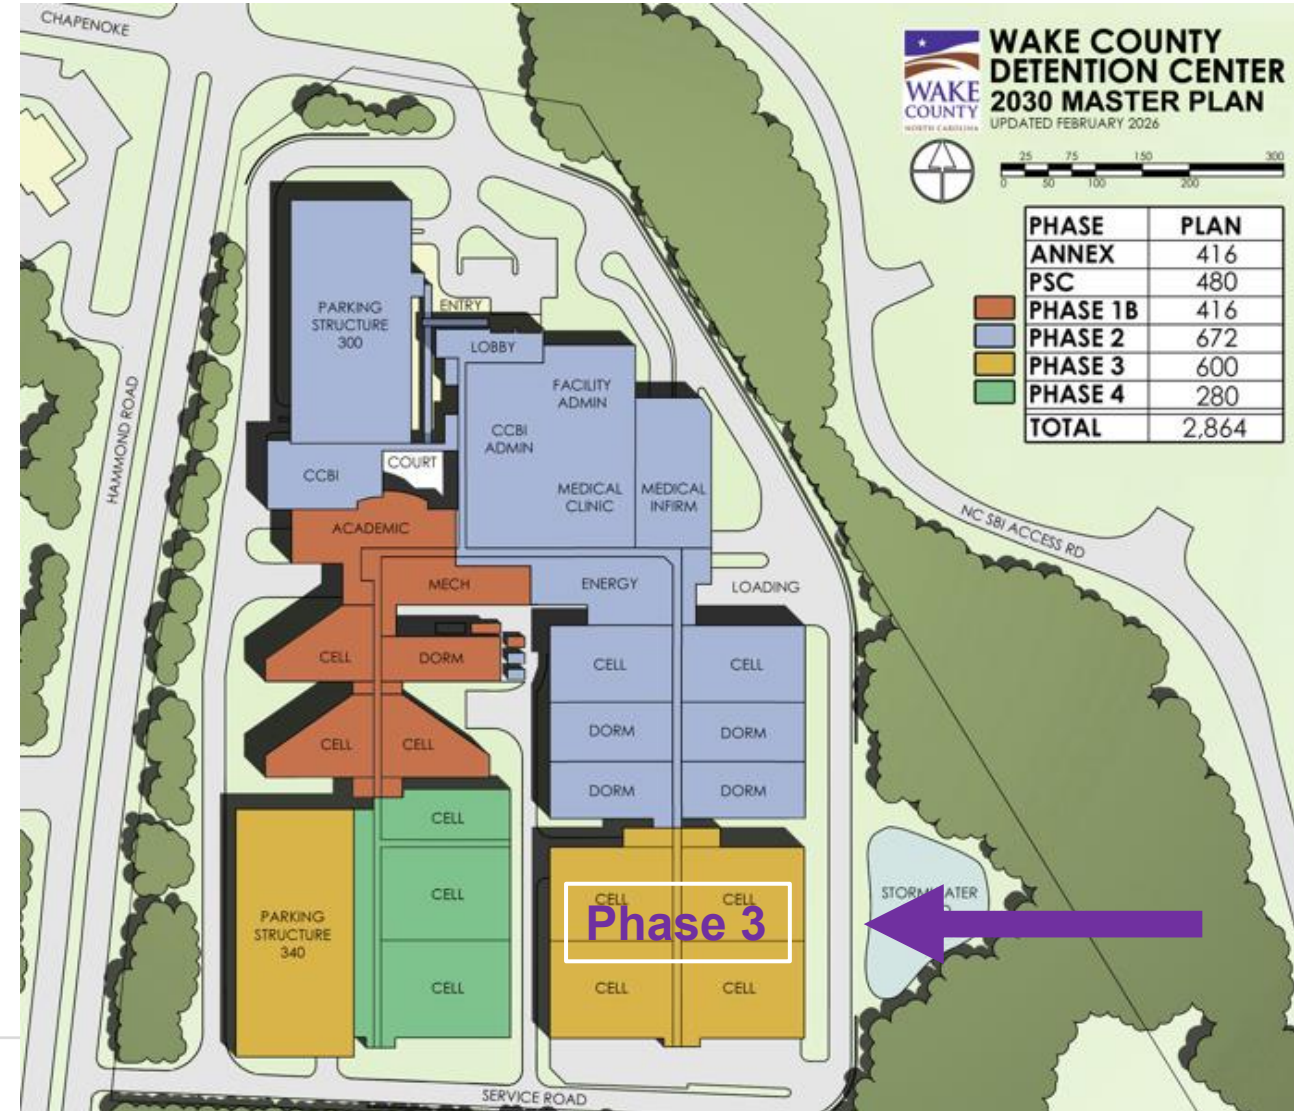 CHAPENOKE
WAKE COUNTY
DETENTION CENTER
2030 MASTER PLAN
UPDATED FEBRUARY 2026
WAKE
COUNTY
NORTH CAROLINA
25 75 150 300
0 50 100 200
PHASE PLAN
ANNEX 416
PSC 480
PHASE 1B 416
PHASE 2 672
PHASE 3 600
PHASE 4 280
TOTAL 2,864
PARKING
STRUCTURE
300
ENTRY
LOBBY
FACILITY
ADMIN
CCBI
ADMIN
HAMMOND ROAD
COURT
CCBI
MEDICAL
CLINIC
MEDICAL
INFIRM
NC SBI ACCESS RD
ACADEMIC
MECH
ENERGY
LOADING
CELL
DORM
CELL
CELL
CELL
CELL
DORM
DORM
DORM
DORM
CELL
CELL
CELL
PARKING
STRUCTURE
340
CELL
CELL
Phase 3
CELL
CELL
STORMWATER
SERVICE ROAD